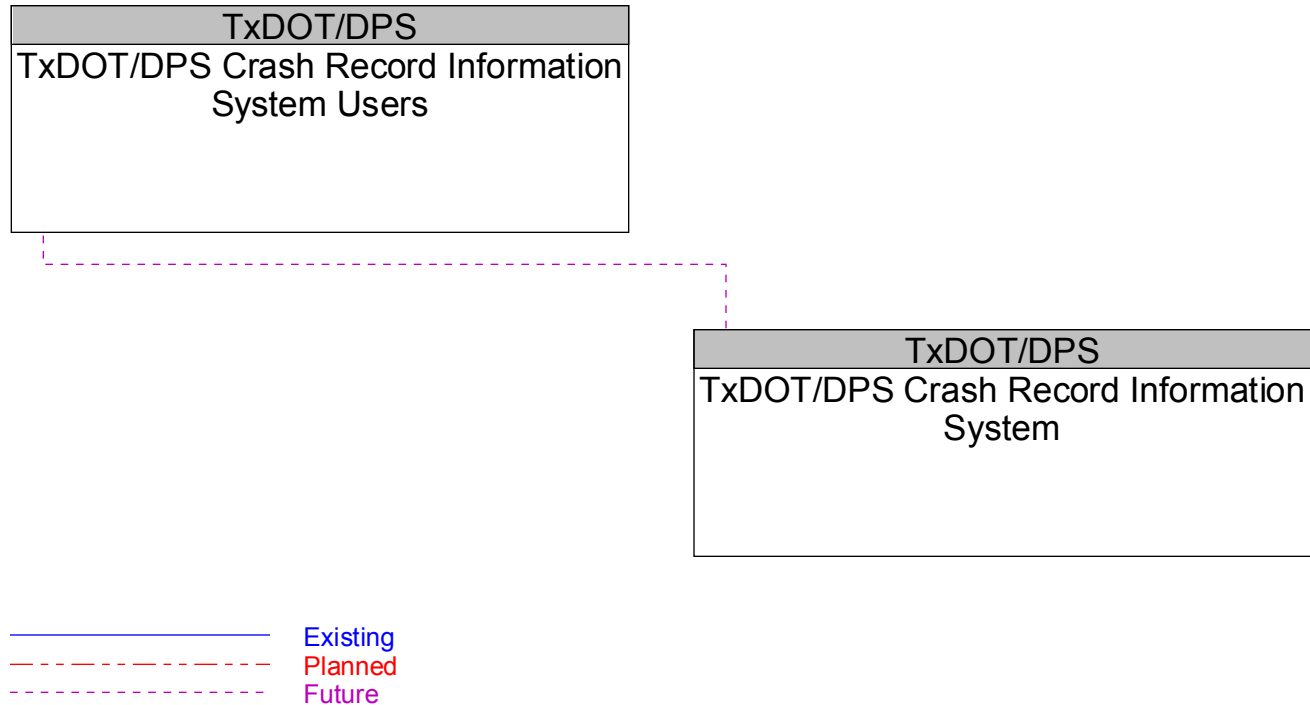 TxDOT/DPS
TxDOT/DPS Crash Record Information
System Users
TxDOT/DPS
TxDOT/DPS Crash Record Information
System
Existing
Planned
Future